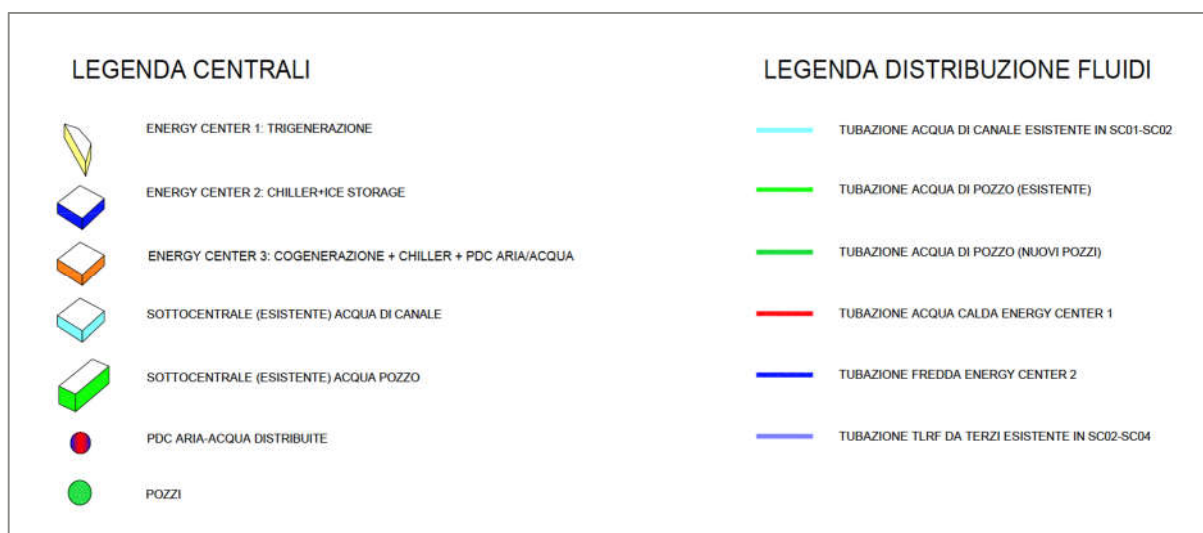 LEGENDA CENTRALI
ENERGY CENTER 1: TRIGENERAZIONE
ENERGY CENTER 2: CHILLER+ICE STORAGE
ENERGY CENTER 3: COGENERAZIONE + CHILLER + PDC ARIA/ACQUA
SOTTOCENTRALE (ESISTENTE) ACQUA DI CANALE
SOTTOCENTRALE (ESISTENTE) ACQUA POZZO
PDC ARIA-ACQUA DISTRIBUITE
POZZI
LEGENDA DISTRIBUZIONE FLUIDI
TUBAZIONE ACQUA DI CANALE ESISTENTE IN SC01-SC02
TUBAZIONE ACQUA DI POZZO (ESISTENTE)
TUBAZIONE ACQUA DI POZZO (NUOVI POZZI)
TUBAZIONE ACQUA CALDA ENERGY CENTER 1
TUBAZIONE FREDDA ENERGY CENTER 2
TUBAZIONE TLRF DA TERZI ESISTENTE IN SC02-SC04